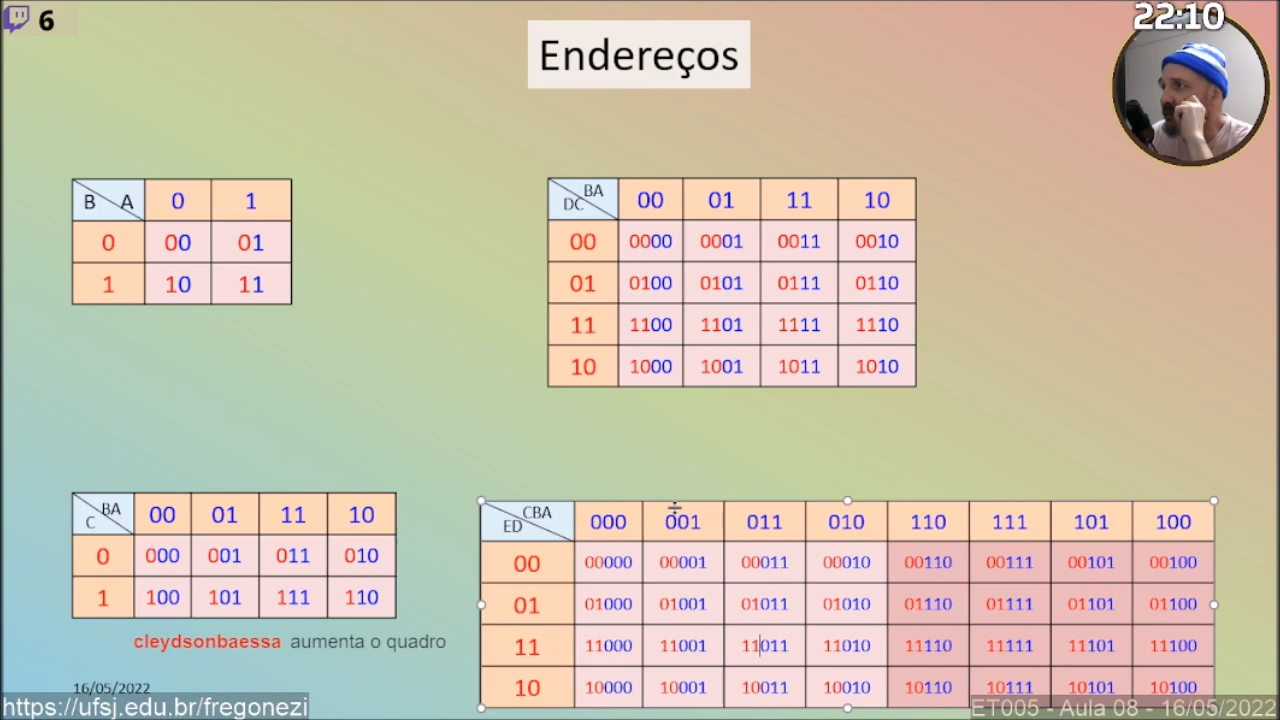 6
22:10
Endereços
B A 0 1
0 00 01
1 10 11
DC BA 00 01 11 10
00 0000 0001 0011 0010
01 0100 0101 0111 0110
11 1100 1101 1111 1110
10 1000 1001 1011 1010
C BA 00 01 11 10
0 000 001 011 010
1 100 101 111 110
cleydsonbaessa aumenta o quadro
ED CBA 000 001 011 010 110 111 101 100
00 00000 00001 00011 00010 00110 00111 00101 00100
01 01000 01001 01011 01010 01110 01111 01101 01100
11 11000 11001 11011 11010 11110 11111 11101 11100
10 10000 10001 10011 10010 10110 10111 10101 10100
16/05/2022
https://ufsj.edu.br/fregonezi
ET005 - Aula 08 - 16/05/2022